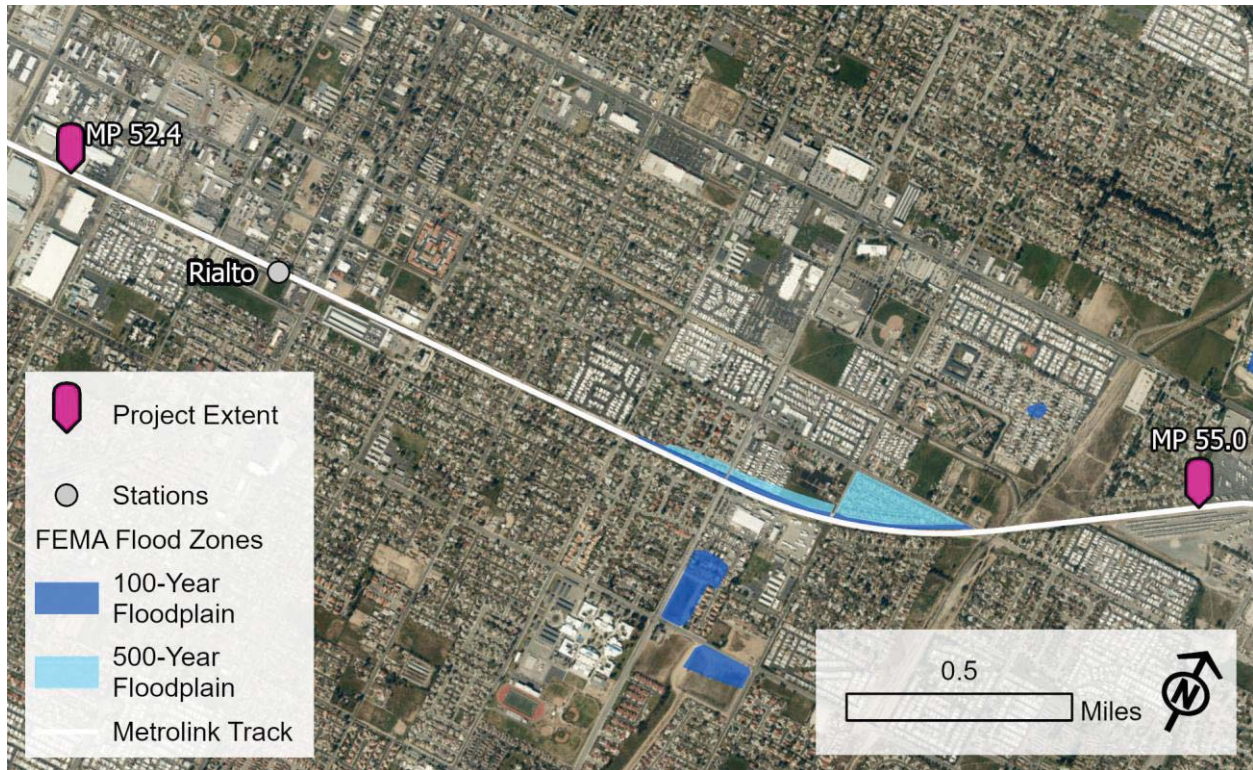 MP 52.4
Rialto
MP 55.0
Project Extent
Stations
FEMA Flood Zones
100-Year
Floodplain
500-Year
Floodplain
Metrolink Track
0.5
Miles
N